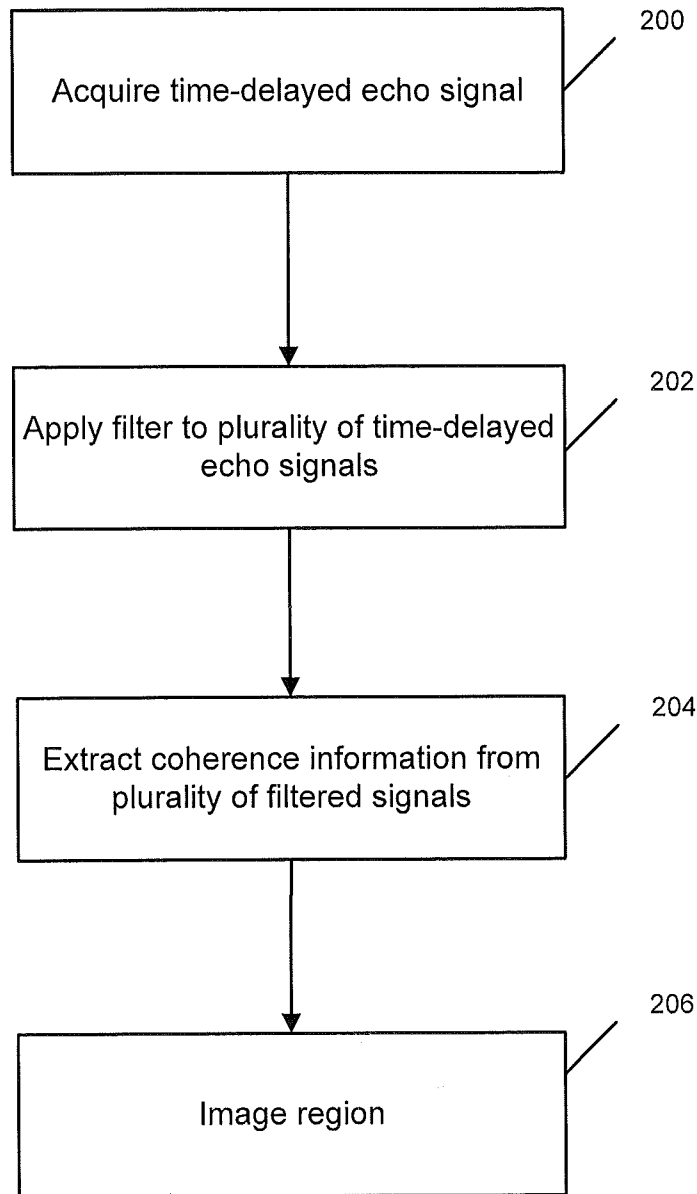 200
Acquire time-delayed echo signal
202
Apply filter to plurality of time-delayed
echo signals
204
Extract coherence information from
plurality of filtered signals
206
Image region